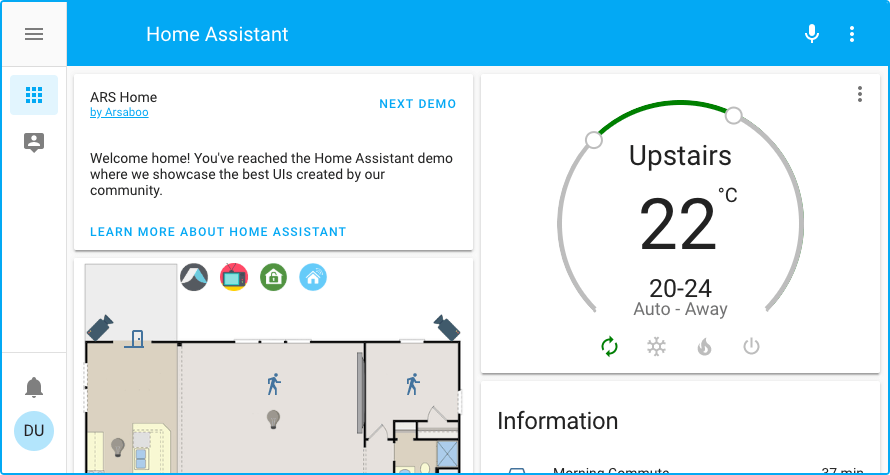 Home Assistant
ARS Home
by Arsaboo
NEXT DEMO
Welcome home! You've reached the Home Assistant demo
where we showcase the best UIs created by our
community.
LEARN MORE ABOUT HOME ASSISTANT
Upstairs
22 °C
20-24
Auto - Away
DU
Information
Morning Commute 37 min